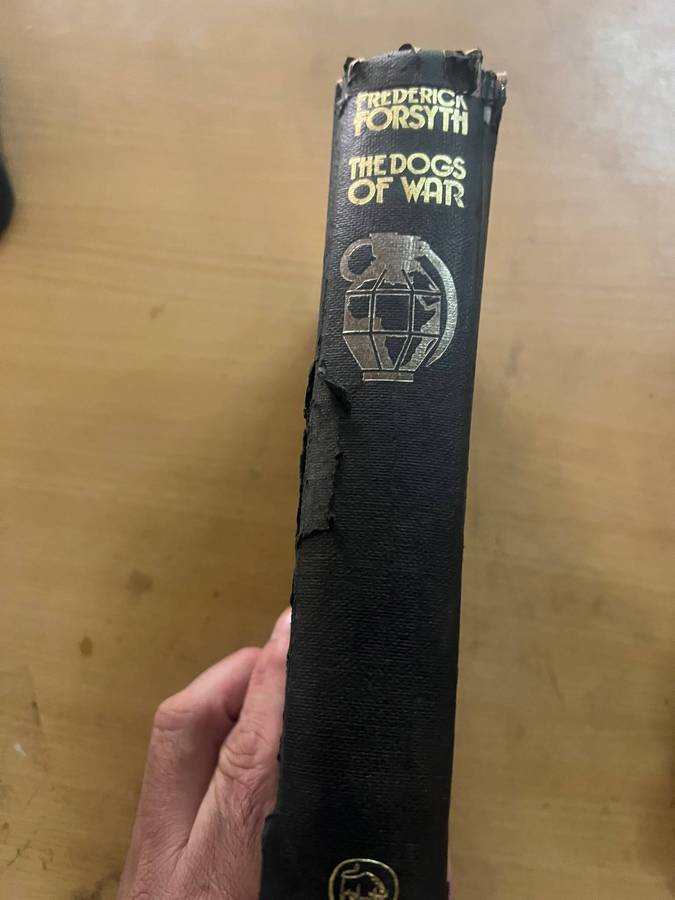 FREDERICK
FORSYTH
THE DOGS
OF WAR